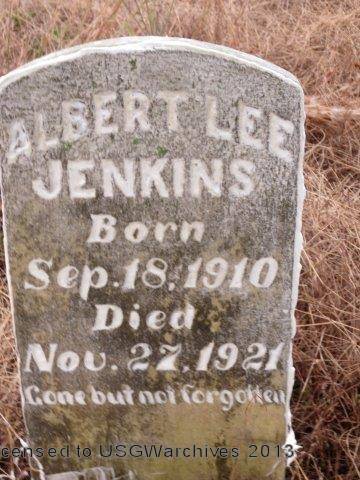 ALBERT LEE
JENKINS
Born
Sep. 18, 1910
Died
Nov. 27, 1921
Gone but not forgotten
censed to USGWarchives 2013